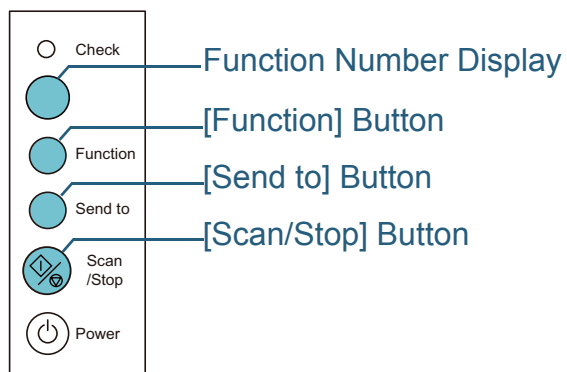 Check
Function Number Display
[Function] Button
Function
[Send to] Button
Send to
[Scan/Stop] Button
Scan
/Stop
Power